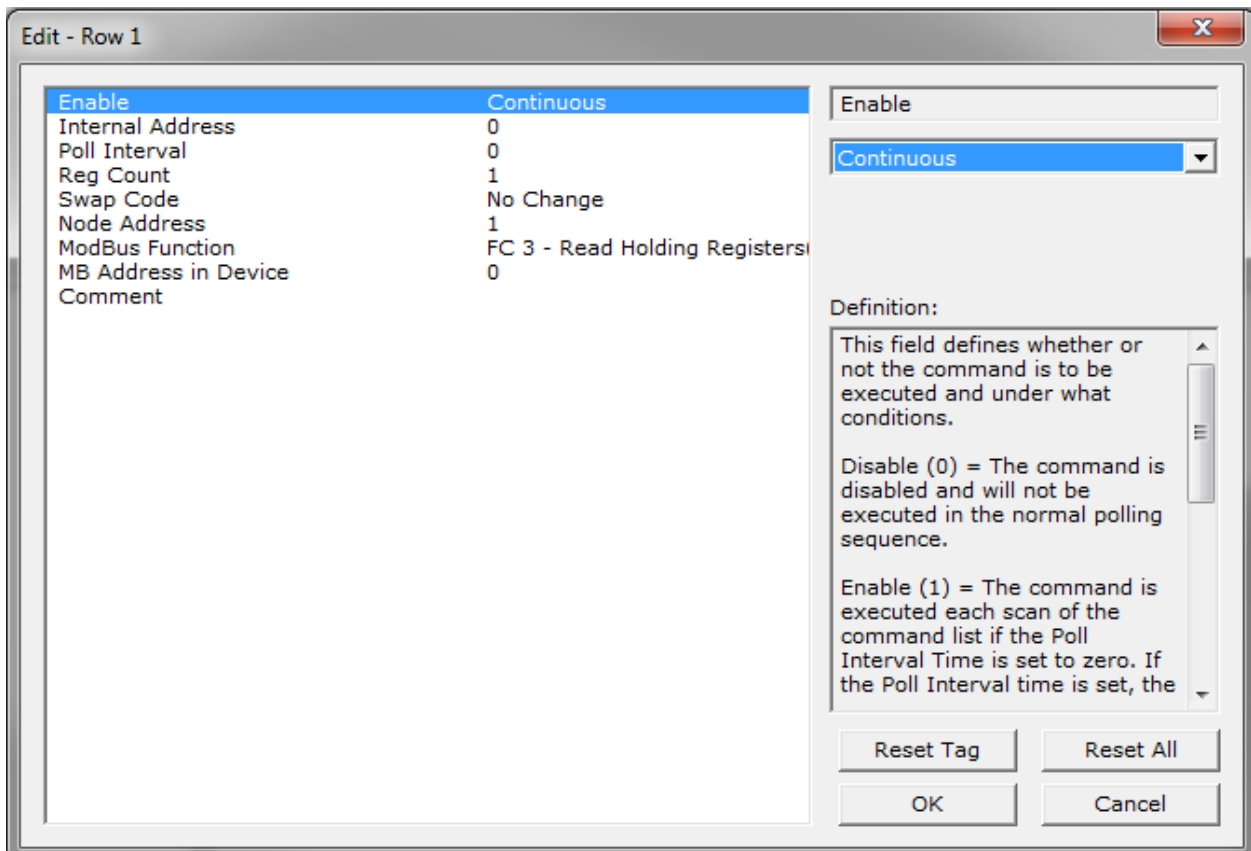 Edit - Row 1
Enable Continuous
Internal Address 0
Poll Interval 0
Reg Count 1
Swap Code No Change
Node Address 1
ModBus Function FC 3 - Read Holding Registers(
MB Address in Device 0
Comment
Enable
Continuous
Definition:
This field defines whether or
not the command is to be
executed and under what
conditions.
Disable (0) = The command is
disabled and will not be
executed in the normal polling
sequence.
Enable (1) = The command is
executed each scan of the
command list if the Poll
Interval Time is set to zero. If
the Poll Interval time is set, the
Reset Tag Reset All
OK Cancel